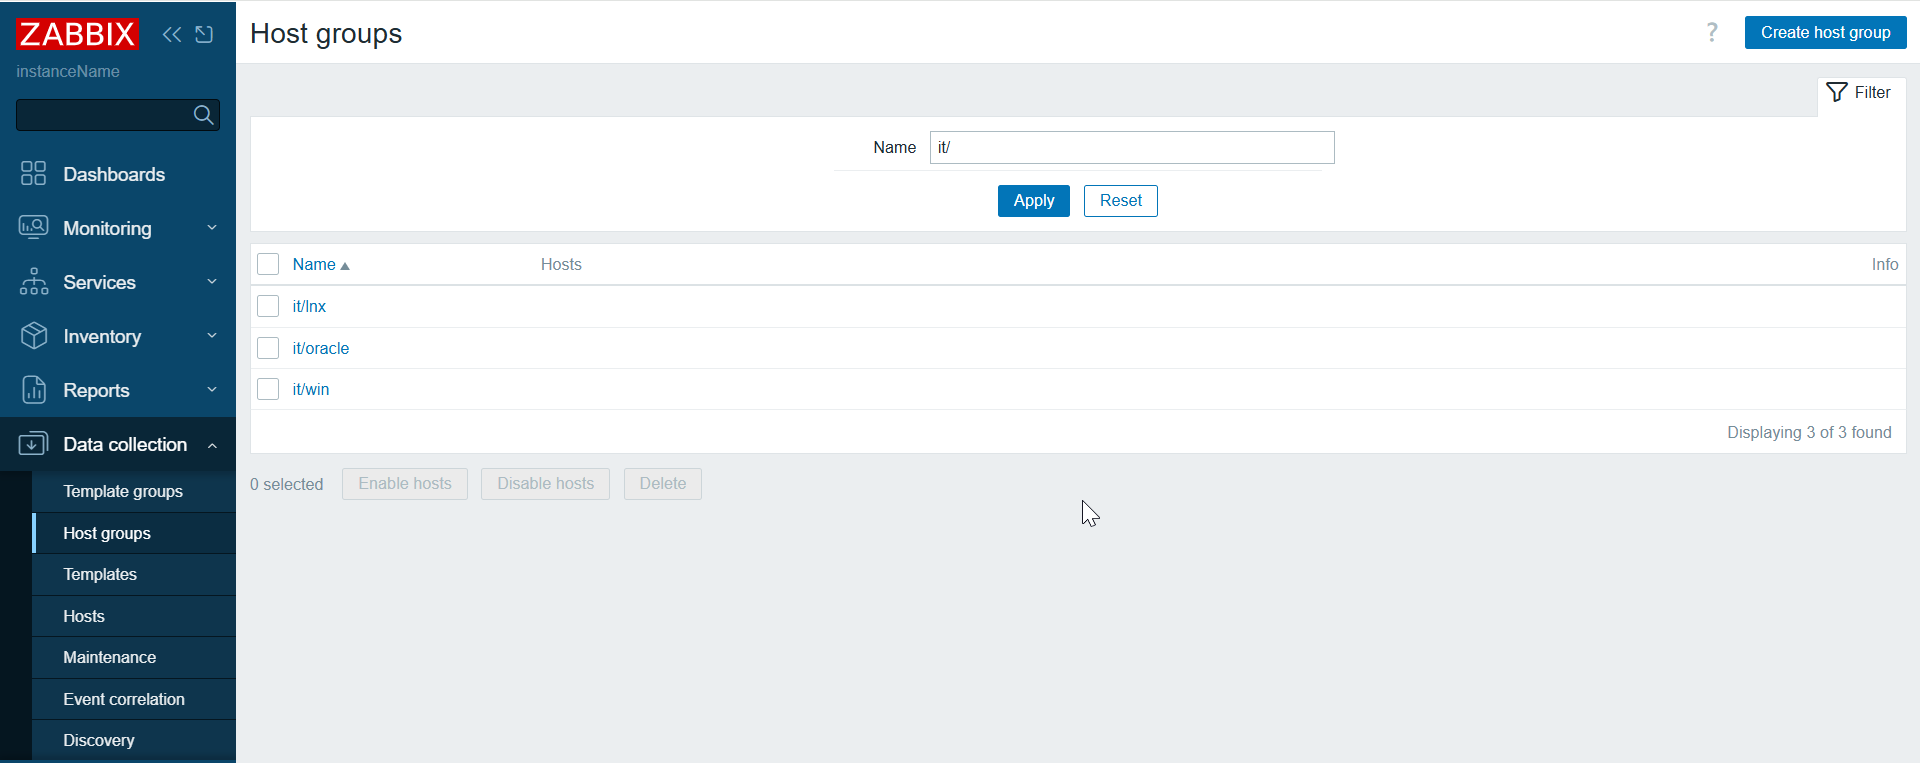 ZABBIX
instanceName
Dashboards
Monitoring
Services
Inventory
Reports
Data collection
Template groups
Host groups
Templates
Hosts
Maintenance
Event correlation
Discovery
Host groups
? Create host group
Filter
Name it/
Apply Reset
Name Hosts Info
it/lnx
it/oracle
it/win
Displaying 3 of 3 found
0 selected Enable hosts Disable hosts Delete